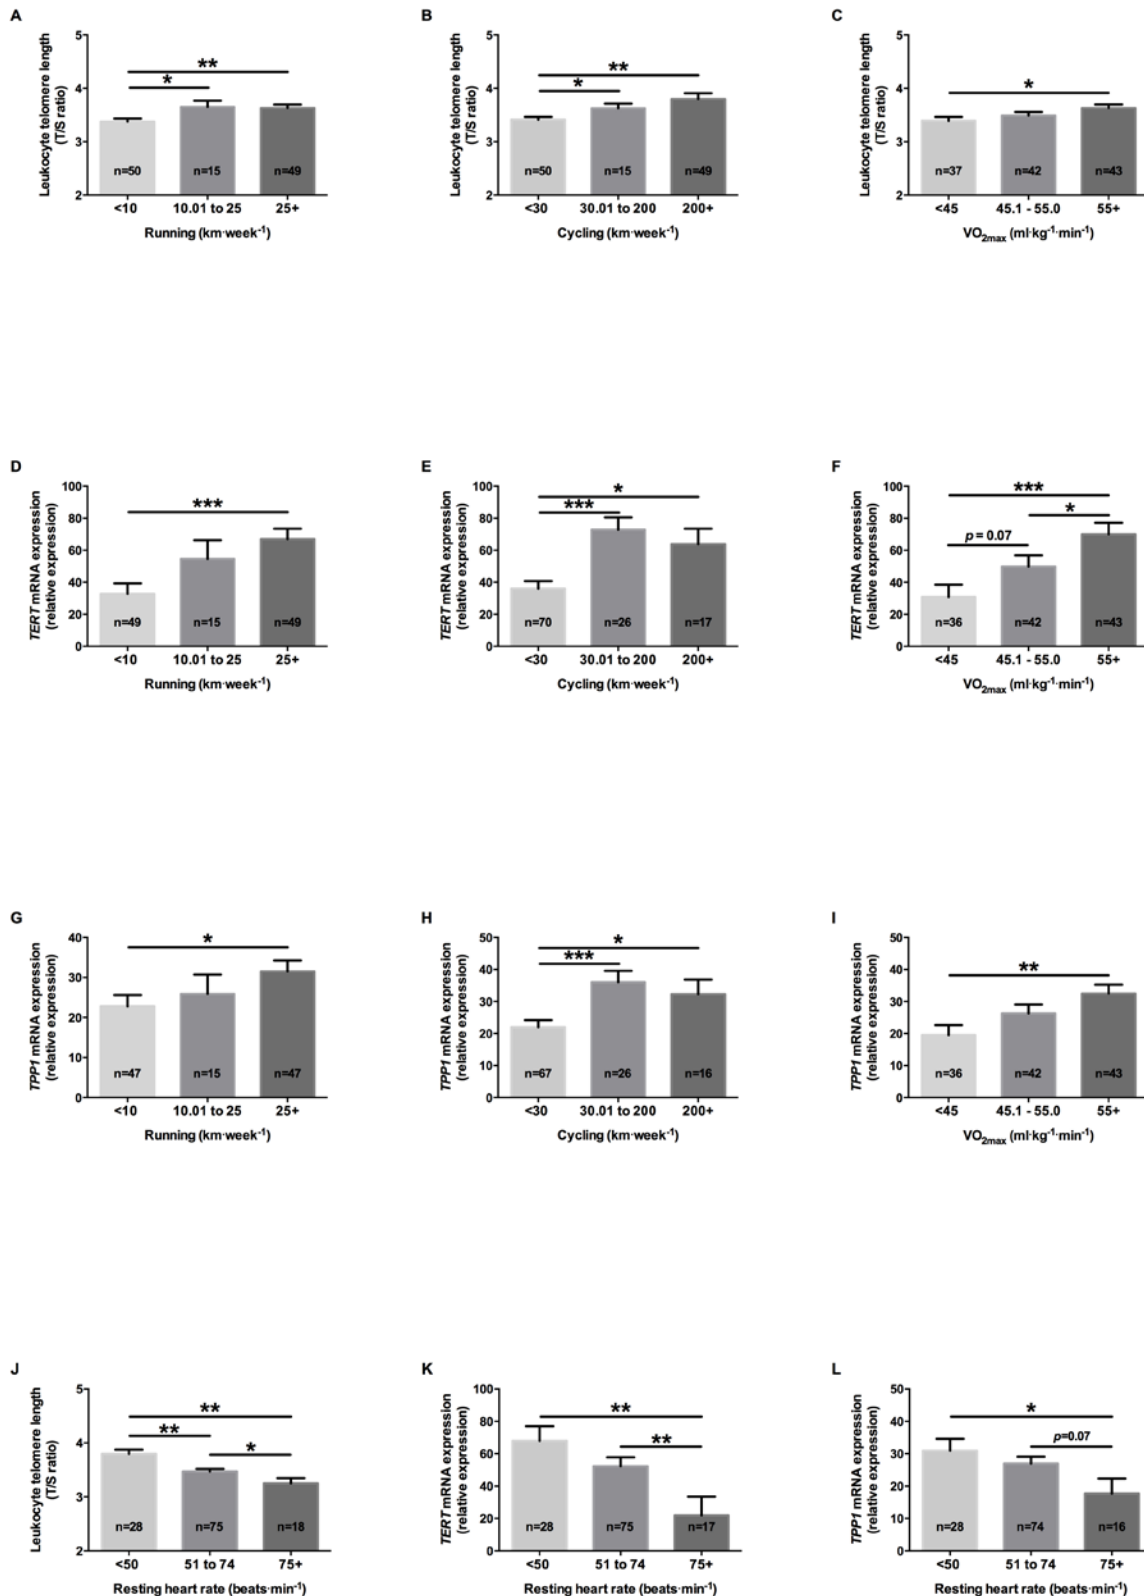 A
Leukocyte telomere length
(T/S ratio)
5
4
3
2
**
*
n=50
n=15
n=49
<10
10.01 to 25
25+
Running (km·week⁻¹)
B
Leukocyte telomere length
(T/S ratio)
5
4
3
2
**
*
n=50
n=15
n=49
<30
30.01 to 200
200+
Cycling (km·week⁻¹)
C
Leukocyte telomere length
(T/S ratio)
5
4
3
2
*
n=37
n=42
n=43
<45
45.1 - 55.0
55+
VO₂max (ml·kg⁻¹·min⁻¹)
D
TERT mRNA expression
(relative expression)
100
80
60
40
20
0
***
n=49
n=15
n=49
<10
10.01 to 25
25+
Running (km·week⁻¹)
E
TERT mRNA expression
(relative expression)
100
80
60
40
20
0
*
***
n=70
n=26
n=17
<30
30.01 to 200
200+
Cycling (km·week⁻¹)
F
TERT mRNA expression
(relative expression)
100
80
60
40
20
0
***
*
p = 0.07
n=36
n=42
n=43
<45
45.1 - 55.0
55+
VO₂max (ml·kg⁻¹·min⁻¹)
G
TPP1 mRNA expression
(relative expression)
40
30
20
10
0
*
n=47
n=15
n=47
<10
10.01 to 25
25+
Running (km·week⁻¹)
H
TPP1 mRNA expression
(relative expression)
50
40
30
20
10
0
*
***
n=67
n=26
n=16
<30
30.01 to 200
200+
Cycling (km·week⁻¹)
I
TPP1 mRNA expression
(relative expression)
50
40
30
20
10
0
**
n=36
n=42
n=43
<45
45.1 - 55.0
55+
VO₂max (ml·kg⁻¹·min⁻¹)
J
Leukocyte telomere length
(T/S ratio)
5
4
3
2
**
**
*
n=28
n=75
n=18
<50
51 to 74
75+
Resting heart rate (beats·min⁻¹)
K
TERT mRNA expression
(relative expression)
100
80
60
40
20
0
**
**
n=28
n=75
n=17
<50
51 to 74
75+
Resting heart rate (beats·min⁻¹)
L
TPP1 mRNA expression
(relative expression)
50
40
30
20
10
0
*
p=0.07
n=28
n=74
n=16
<50
51 to 74
75+
Resting heart rate (beats·min⁻¹)